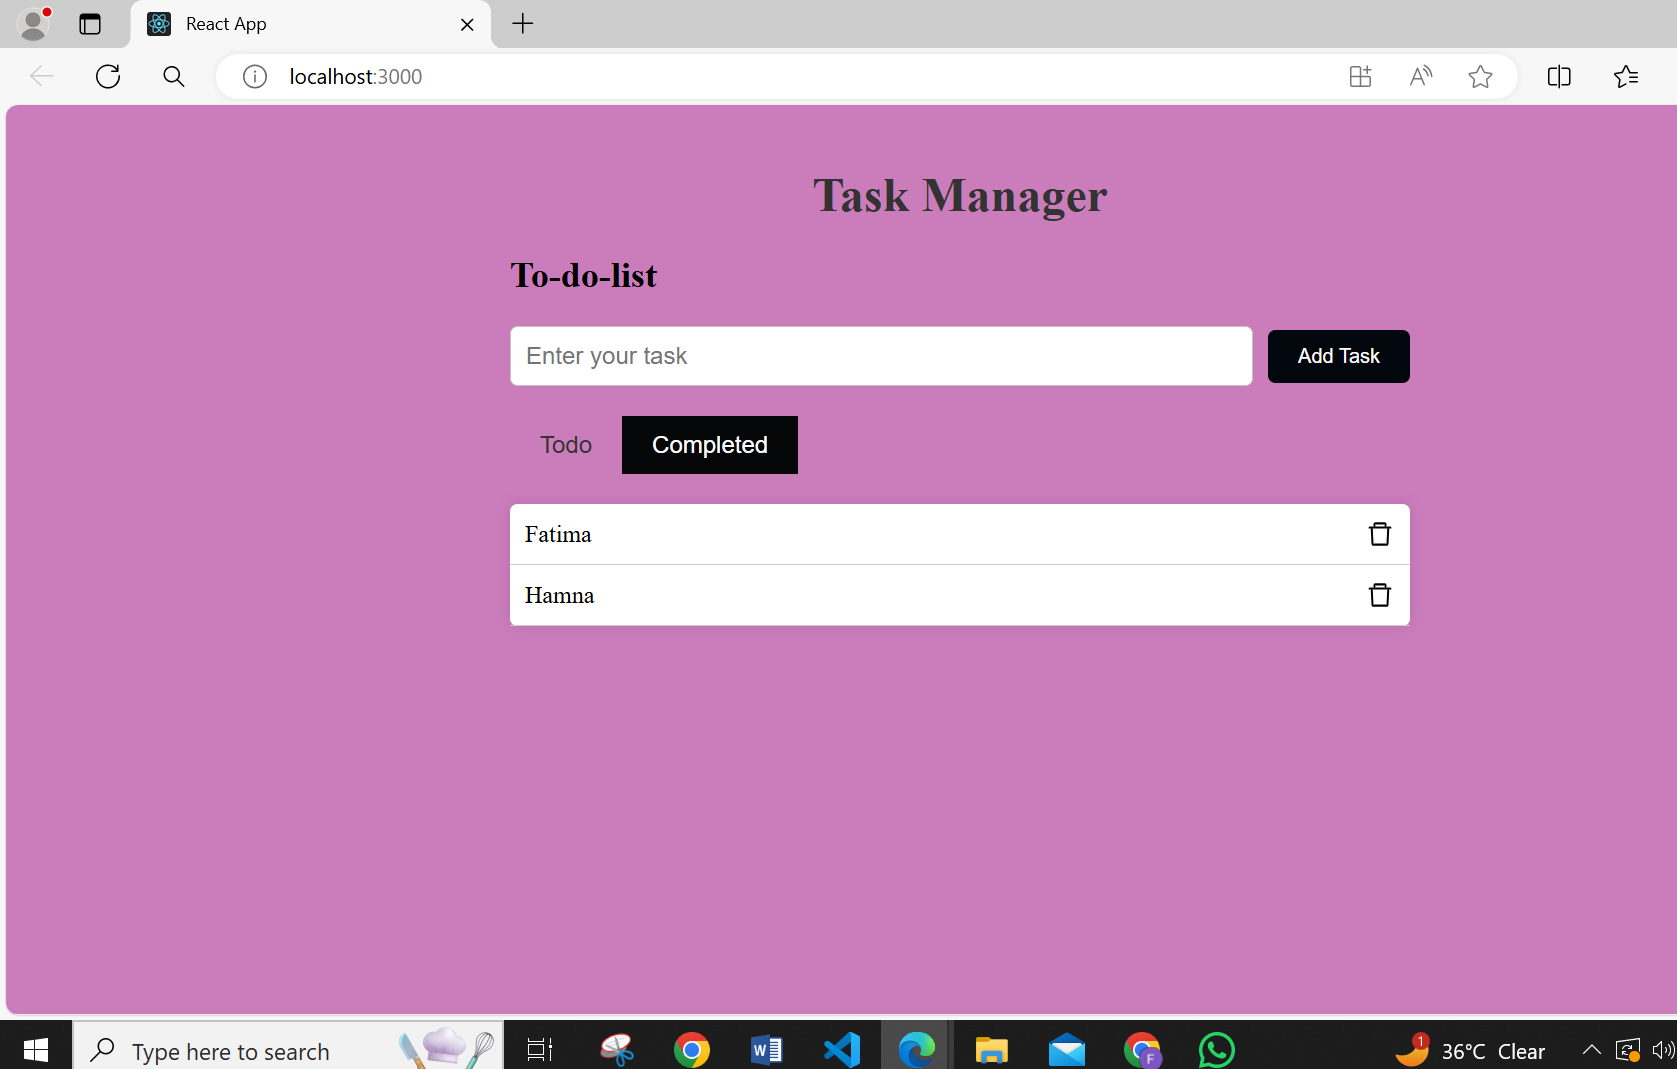 React App
localhost:3000
Task Manager
To-do-list
Enter your task
Add Task
Todo
Completed
Fatima
Hamna
Type here to search
W
F
1
36°C Clear